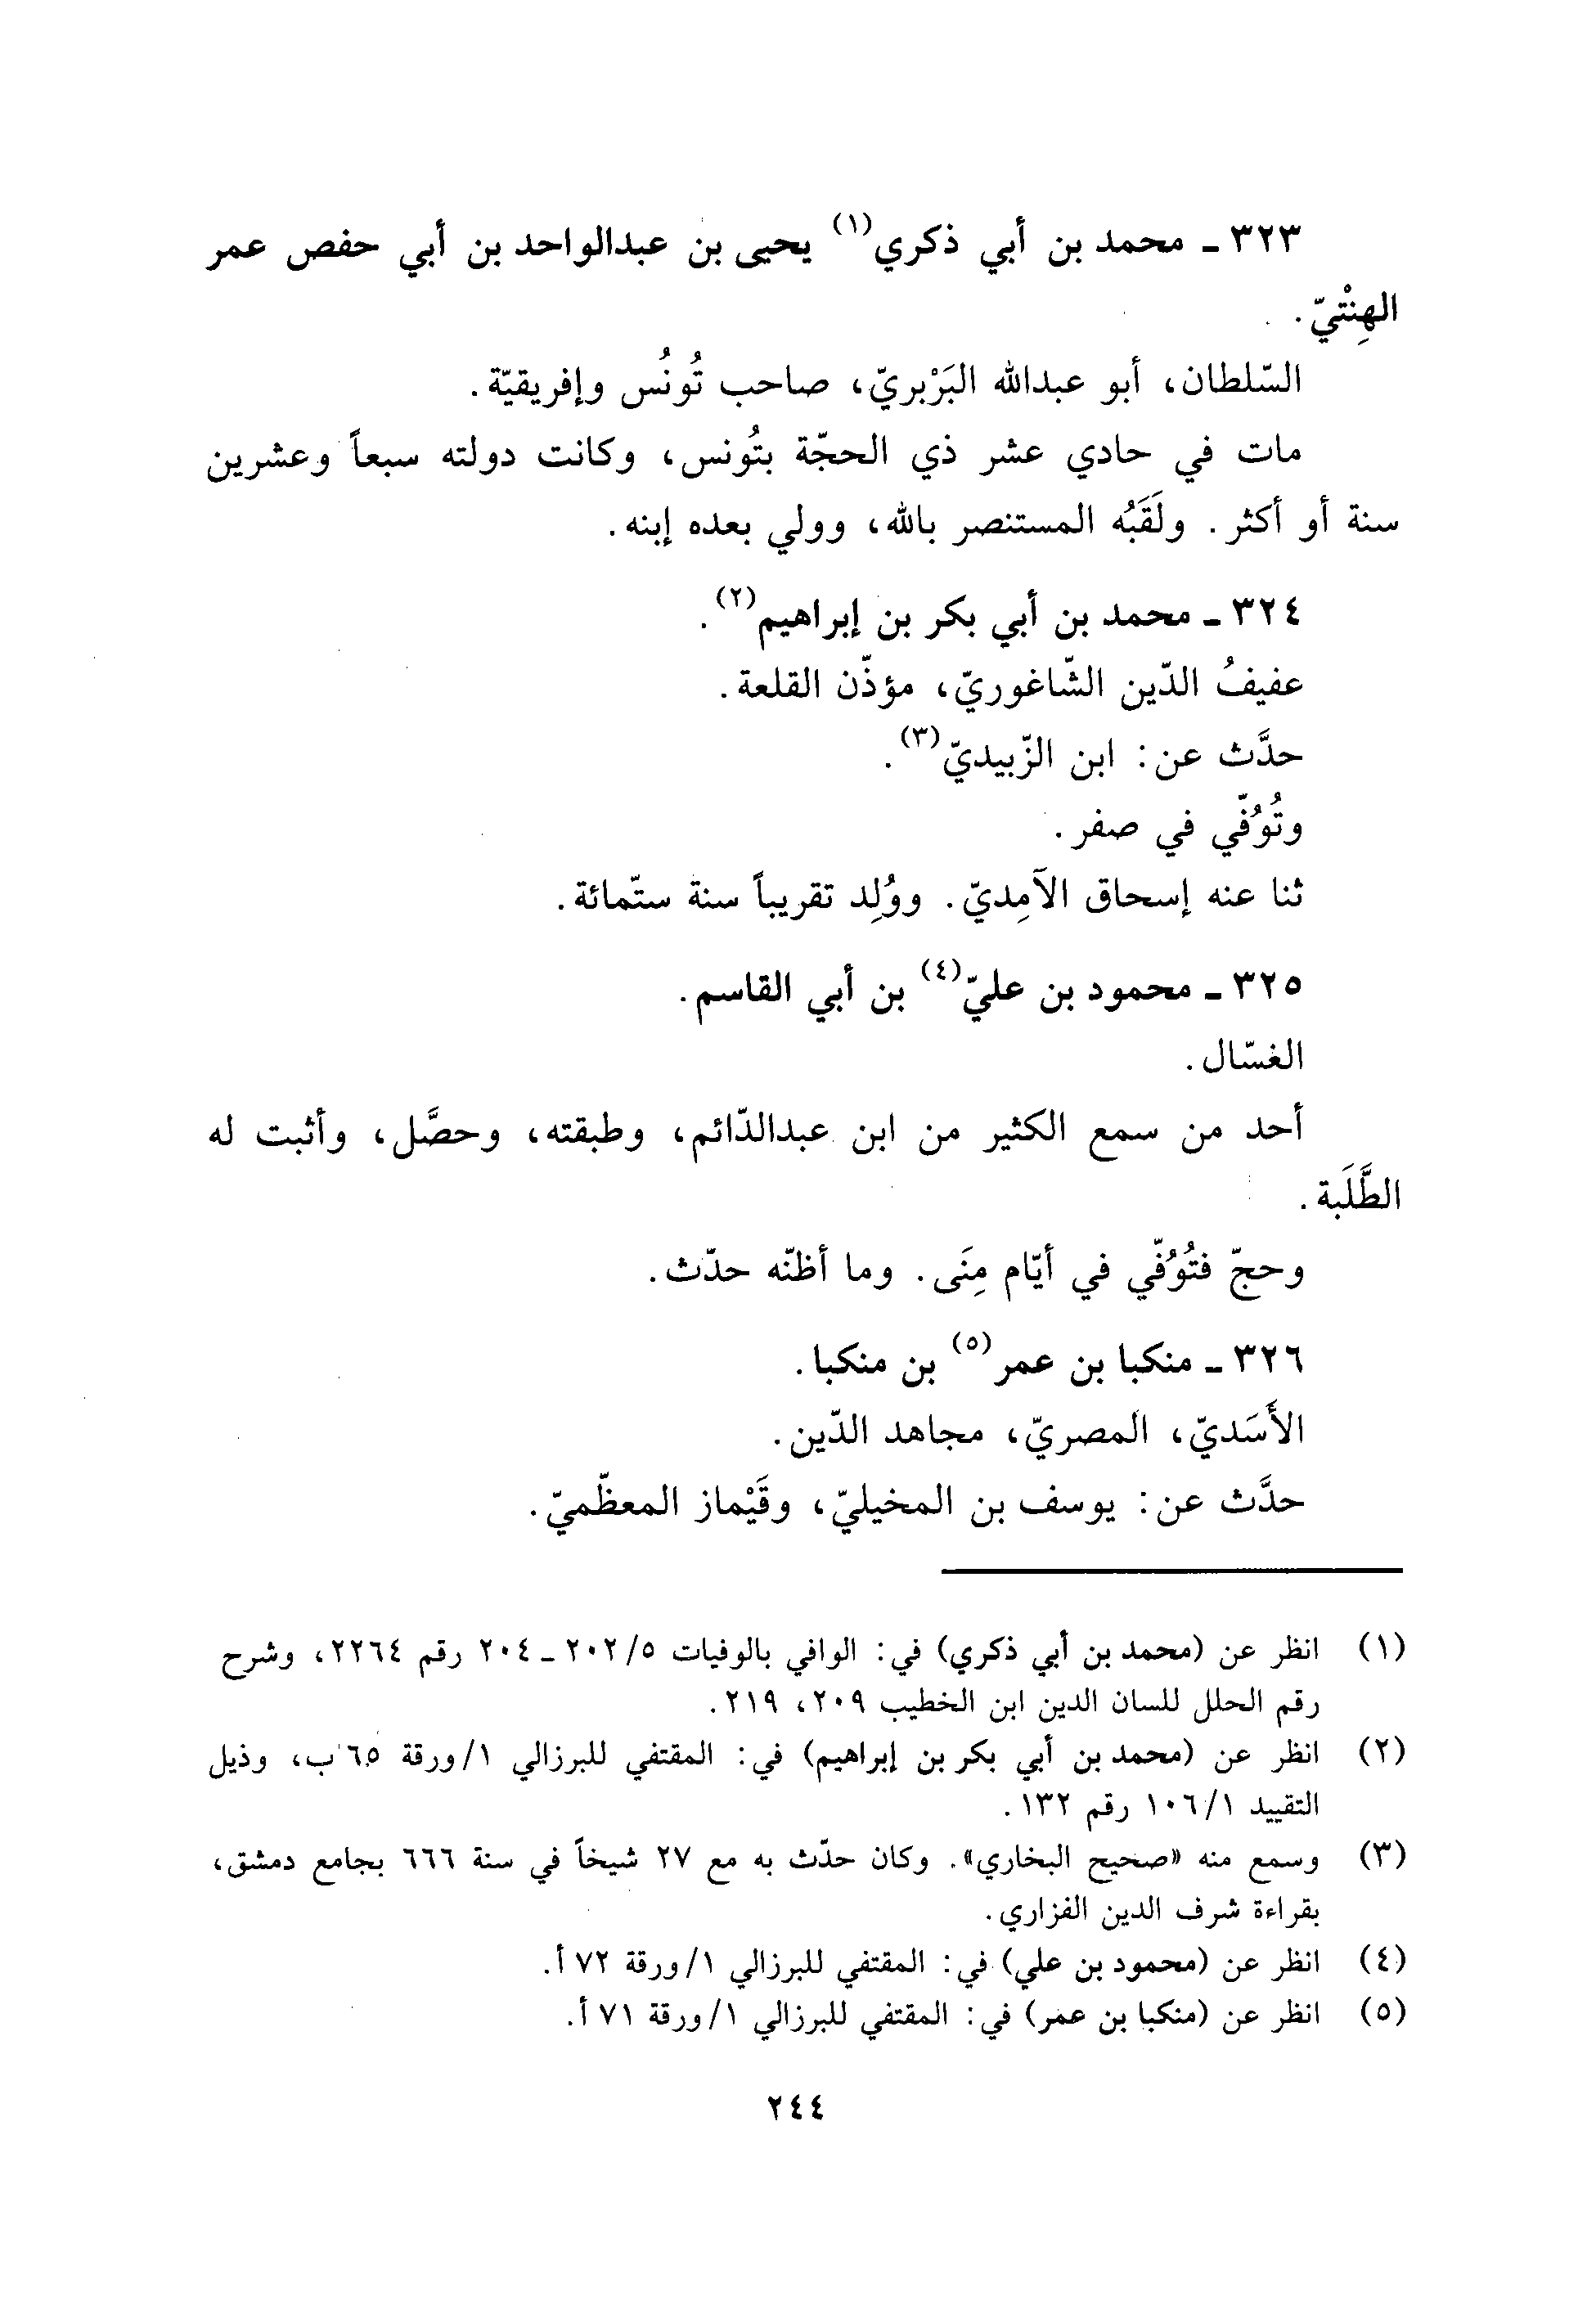 ٣٢٣ ـ محمد بن أبي ذكري(١) يحيى بن عبدالواحد بن أبي حفص عمر
الهِنْتيّ.
السّلطان، أبو عبدالله البَرْبريّ، صاحب تُونُس وإفريقيّة.
مات في حادي عشر ذي الحجّة بتُونس، وكانت دولته سبعاً وعشرين
سنة أو أكثر. ولَقَبُه المستنصر بالله، وولي بعده إبنه.
٣٢٤ ـ محمد بن أبي بكر بن إبراهيم(٢).
عفيفُ الدّين الشّاغوريّ، مؤذّن القلعة.
حدَّث عن: ابن الزّبيديّ(٣).
وتُوُفّي في صفر.
ثنا عنه إسحاق الآمِديّ. ووُلِد تقريباً سنة ستّمائة.
٣٢٥ ـ محمود بن عليّ(٤) بن أبي القاسم.
الغسّال.
أحد من سمع الكثير من ابن عبدالدّائم، وطبقته، وحصَّل، وأثبت له
الطَّلَبة.
وحجّ فتُوُفّي في أيّام مِنَى. وما أظنّه حدّث.
٣٢٦ ـ منكبا بن عمر(٥) بن منكبا.
الأَسَديّ، المصريّ، مجاهد الدّين.
حدَّث عن: يوسف بن المخيليّ، وقَيْماز المعظّميّ.
(١) انظر عن (محمد بن أبي ذكري) في: الوافي بالوفيات ٥/ ٢٠٢ ـ ٢٠٤ رقم ٢٢٦٤، وشرح
رقم الحلل للسان الدين ابن الخطيب ٢٠٩، ٢١٩.
(٢) انظر عن (محمد بن أبي بكر بن إبراهيم) في: المقتفي للبرزالي ١/ ورقة ٦٥ ب، وذيل
التقييد ١/ ١٠٦ رقم ١٣٢.
(٣) وسمع منه «صحيح البخاري». وكان حدّث به مع ٢٧ شيخاً في سنة ٦٦٦ بجامع دمشق،
بقراءة شرف الدين الفزاري.
(٤) انظر عن (محمود بن علي) في: المقتفي للبرزالي ١/ ورقة ٧٢ أ.
(٥) انظر عن (منكبا بن عمر) في: المقتفي للبرزالي ١/ ورقة ٧١ أ.
٢٤٤